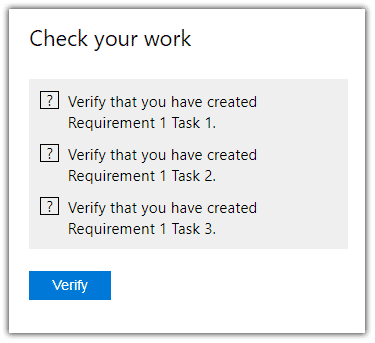 Check your work
? Verify that you have created
Requirement 1 Task 1.
? Verify that you have created
Requirement 1 Task 2.
? Verify that you have created
Requirement 1 Task 3.
Verify